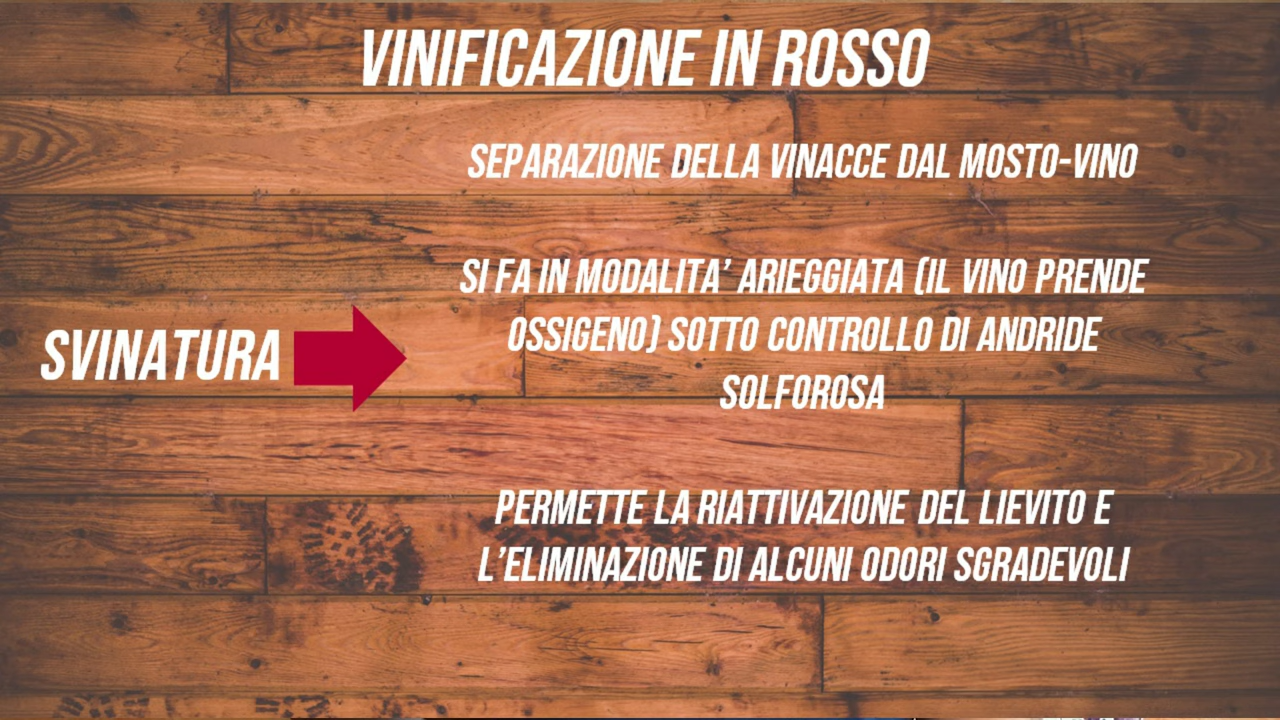 VINIFICAZIONE IN ROSSO
SEPARAZIONE DELLA VINACCE DAL MOSTO-VINO
SI FA IN MODALITA' ARIEGGIATA (IL VINO PRENDE
OSSIGENO) SOTTO CONTROLLO DI ANDRIDE
SOLFOROSA
SVINATURA
PERMETTE LA RIATTIVAZIONE DEL LIEVITO E
L'ELIMINAZIONE DI ALCUNI ODORI SGRADEVOLI